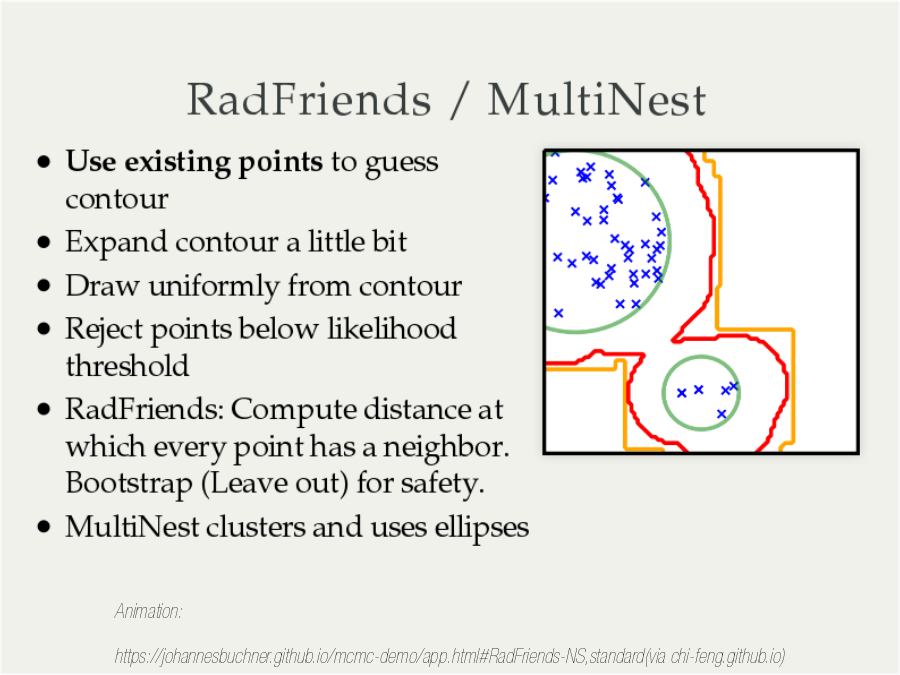 RadFriends / MultiNest
● Use existing points to guess
contour
● Expand contour a little bit
● Draw uniformly from contour
● Reject points below likelihood
threshold
● RadFriends: Compute distance at
which every point has a neighbor.
Bootstrap (Leave out) for safety.
● MultiNest clusters and uses ellipses
Animation:
https://johannesbuchner.github.io/mcmc-demo/app.html#RadFriends-NS,standard(via chi-feng.github.io)